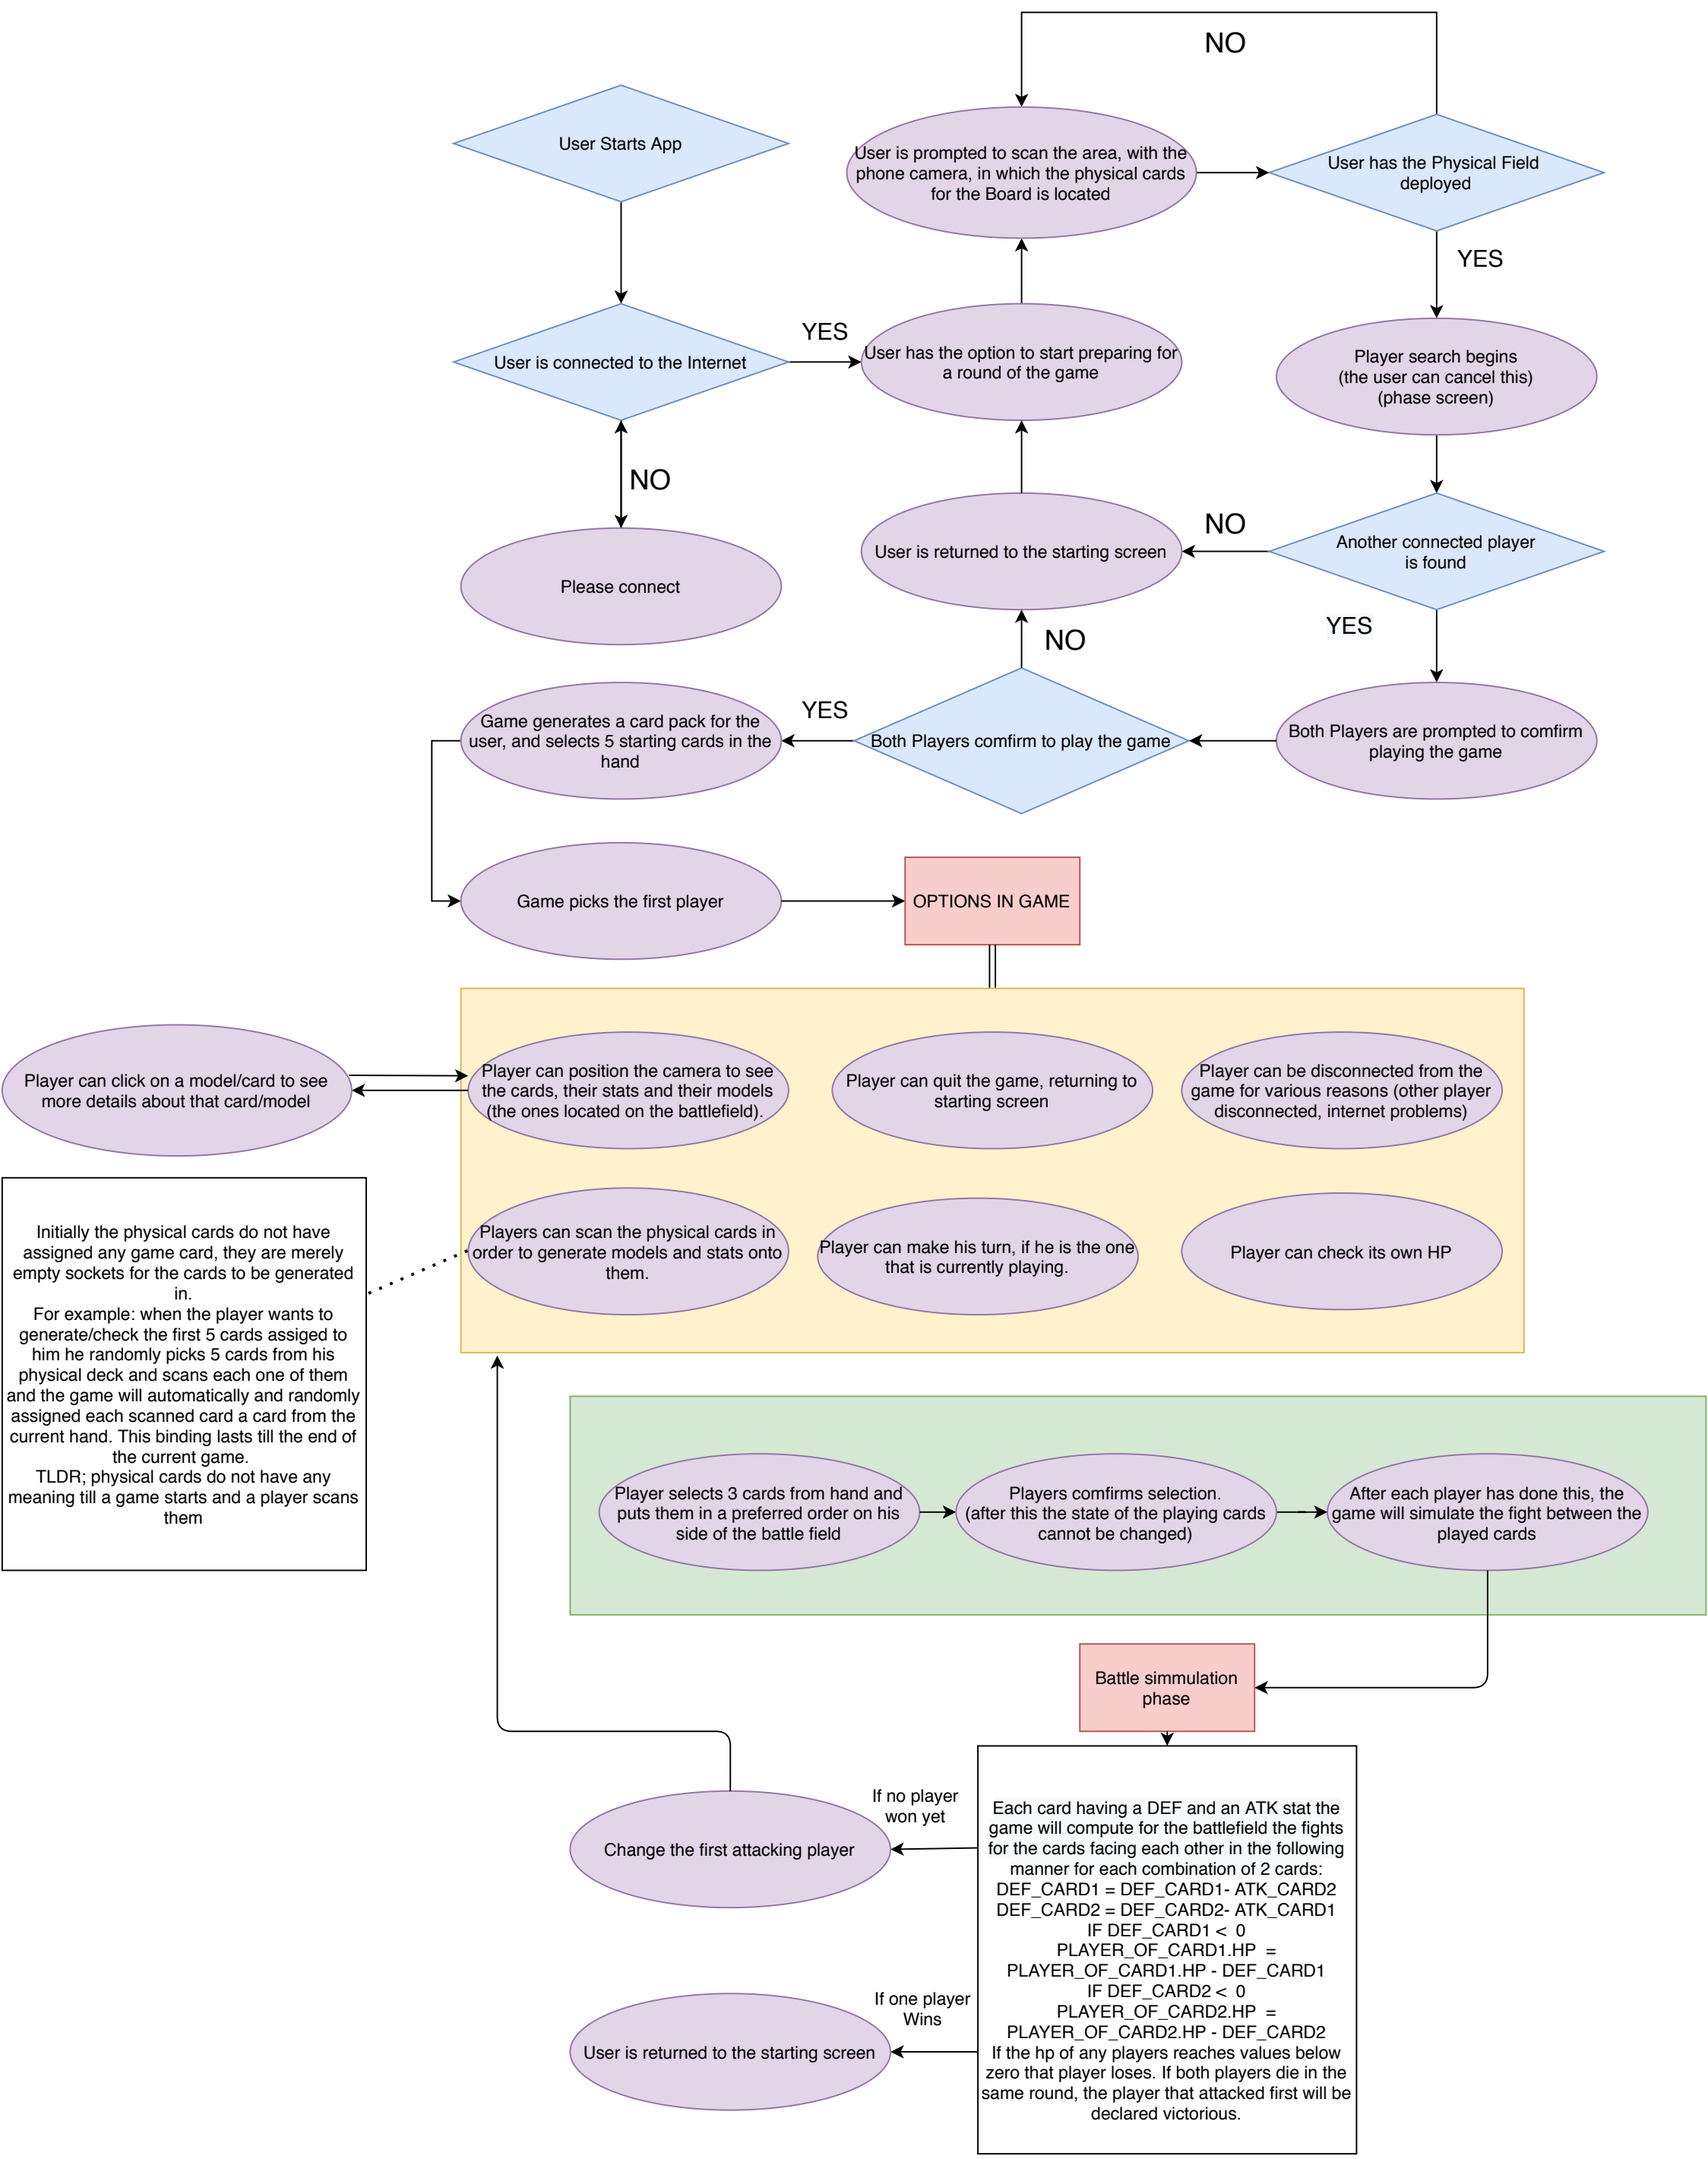 NO
User Starts App
User is prompted to scan the area, with the
phone camera, in which the physical cards
for the Board is located
User has the Physical Field
deployed
YES
User is connected to the Internet
YES
User has the option to start preparing for
a round of the game
Player search begins
(the user can cancel this)
(phase screen)
NO
Please connect
User is returned to the starting screen
NO
Another connected player
is found
YES
NO
Game generates a card pack for the
user, and selects 5 starting cards in the
hand
YES
Both Players comfirm to play the game
Both Players are prompted to comfirm
playing the game
Game picks the first player
OPTIONS IN GAME
Player can click on a model/card to see
more details about that card/model
Player can position the camera to see
the cards, their stats and their models
(the ones located on the battlefield).
Player can quit the game, returning to
starting screen
Player can be disconnected from the
game for various reasons (other player
disconnected, internet problems)
Players can scan the physical cards in
order to generate models and stats onto
them.
Player can make his turn, if he is the one
that is currently playing.
Player can check its own HP
Initially the physical cards do not have
assigned any game card, they are merely
empty sockets for the cards to be generated
in.
For example: when the player wants to
generate/check the first 5 cards assiged to
him he randomly picks 5 cards from his
physical deck and scans each one of them
and the game will automatically and randomly
assigned each scanned card a card from the
current hand. This binding lasts till the end of
the current game.
TLDR; physical cards do not have any
meaning till a game starts and a player scans
them
Player selects 3 cards from hand and
puts them in a preferred order on his
side of the battle field
Players comfirms selection.
(after this the state of the playing cards
cannot be changed)
After each player has done this, the
game will simulate the fight between the
played cards
Battle simmulation
phase
If no player
won yet
Change the first attacking player
Each card having a DEF and an ATK stat the
game will compute for the battlefield the fights
for the cards facing each other in the following
manner for each combination of 2 cards:
DEF_CARD1 = DEF_CARD1- ATK_CARD2
DEF_CARD2 = DEF_CARD2- ATK_CARD1
IF DEF_CARD1 < 0
PLAYER_OF_CARD1.HP =
PLAYER_OF_CARD1.HP - DEF_CARD1
IF DEF_CARD2 < 0
PLAYER_OF_CARD2.HP =
PLAYER_OF_CARD2.HP - DEF_CARD2
If the hp of any players reaches values below
zero that player loses. If both players die in the
same round, the player that attacked first will be
declared victorious.
If one player
Wins
User is returned to the starting screen